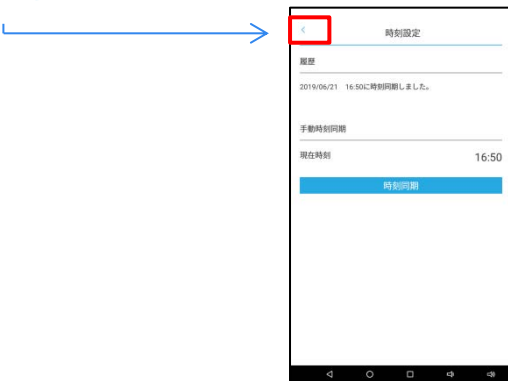 時刻設定
履歴
2019/06/21 16:50に時刻同期しました。
手動時刻同期
現在時刻 16:50
時刻同期